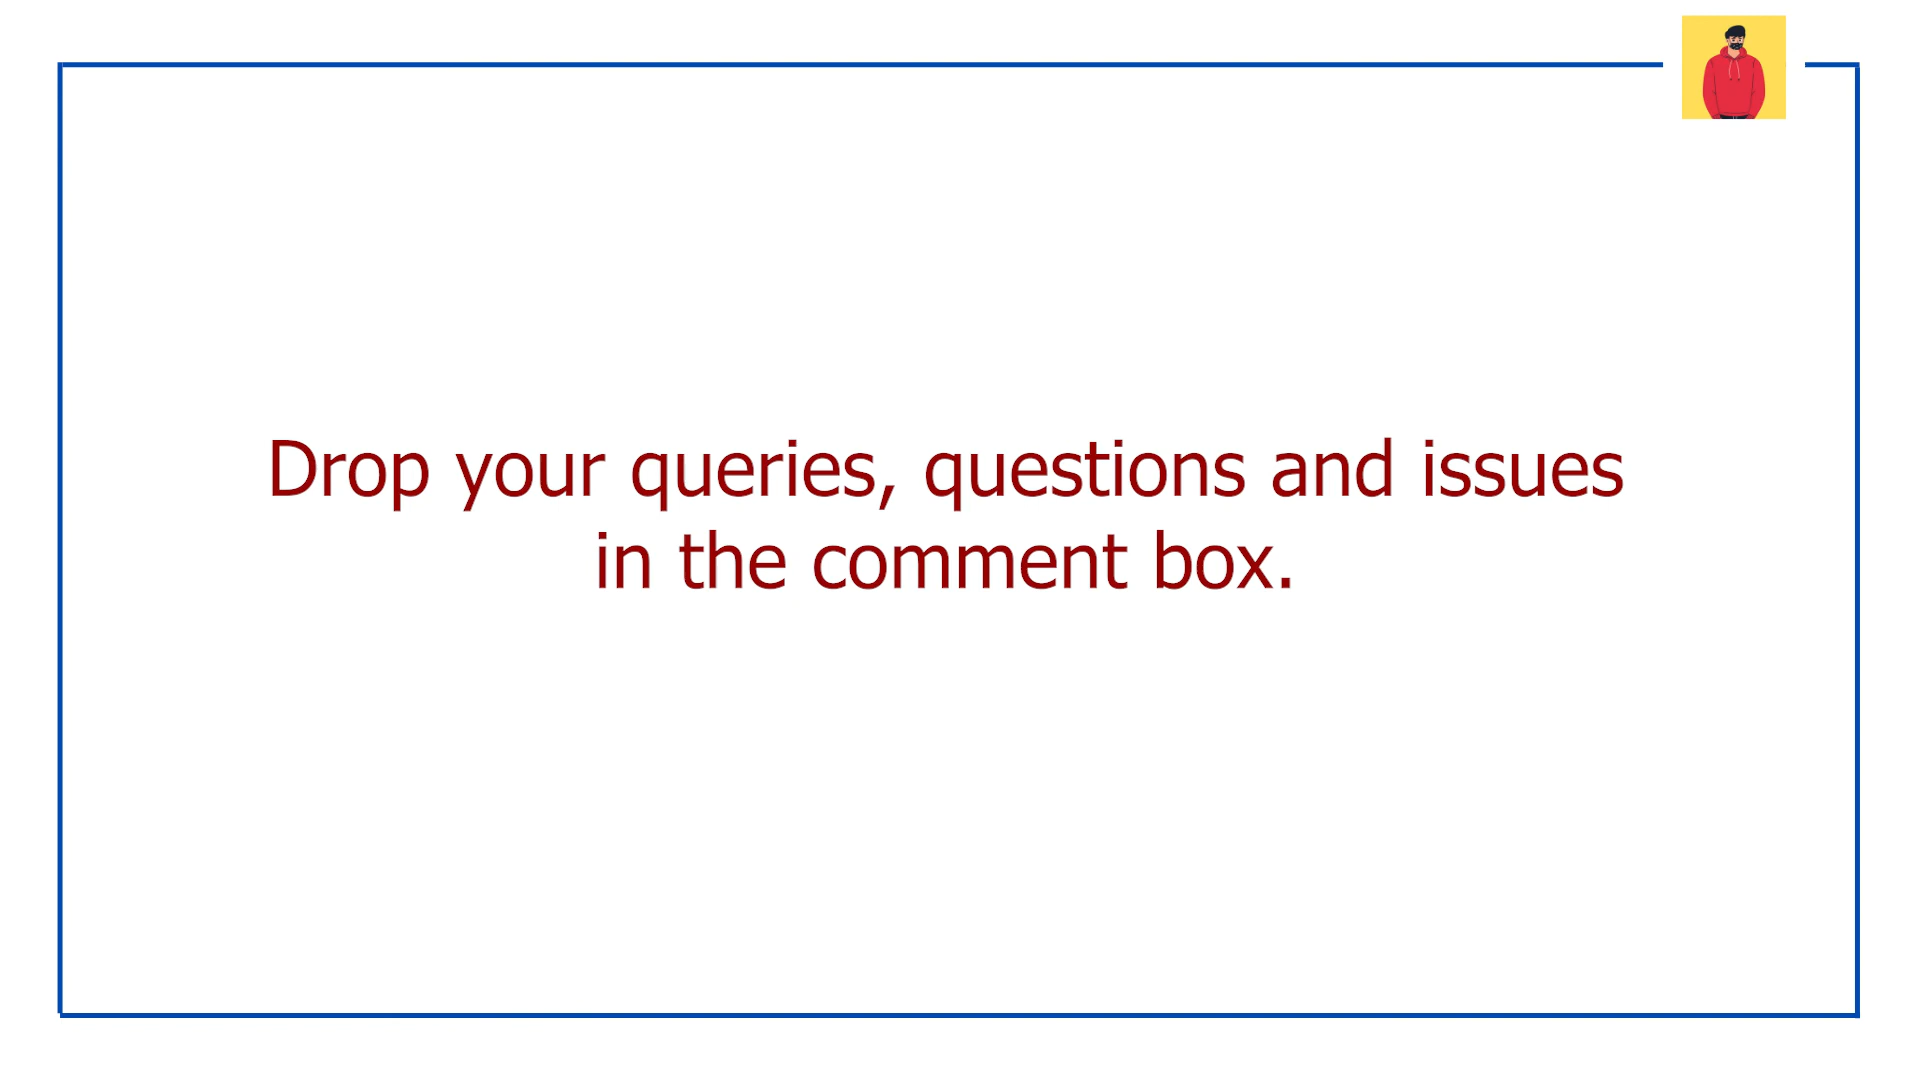 Drop your queries, questions and issues
in the comment box.